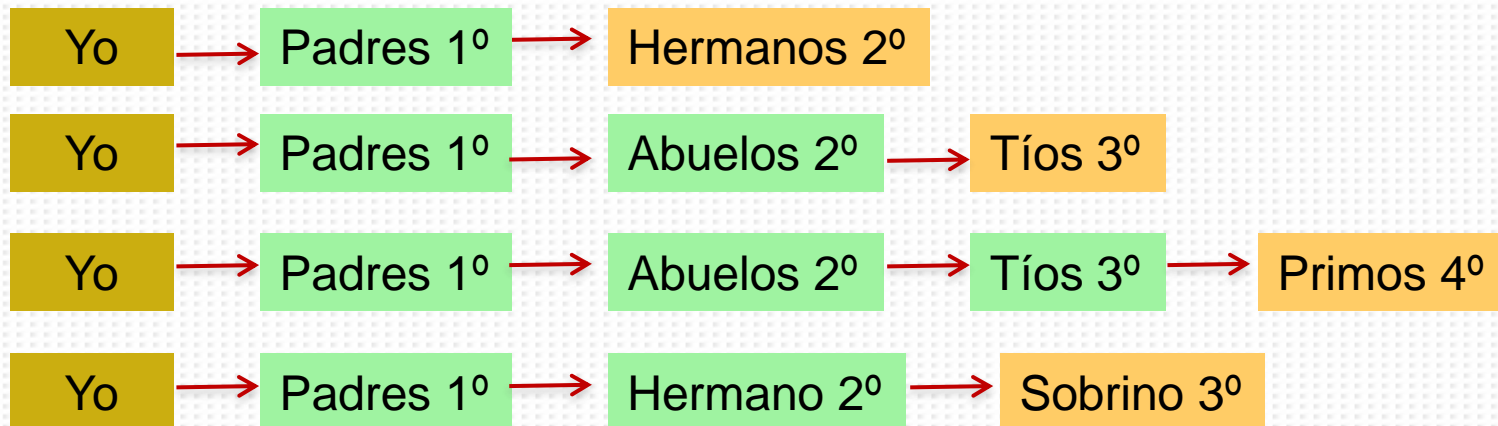 Yo Padres 1º Hermanos 2º
Yo Padres 1º Abuelos 2º Tíos 3º
Yo Padres 1º Abuelos 2º Tíos 3º Primos 4º
Yo Padres 1º Hermano 2º Sobrino 3º